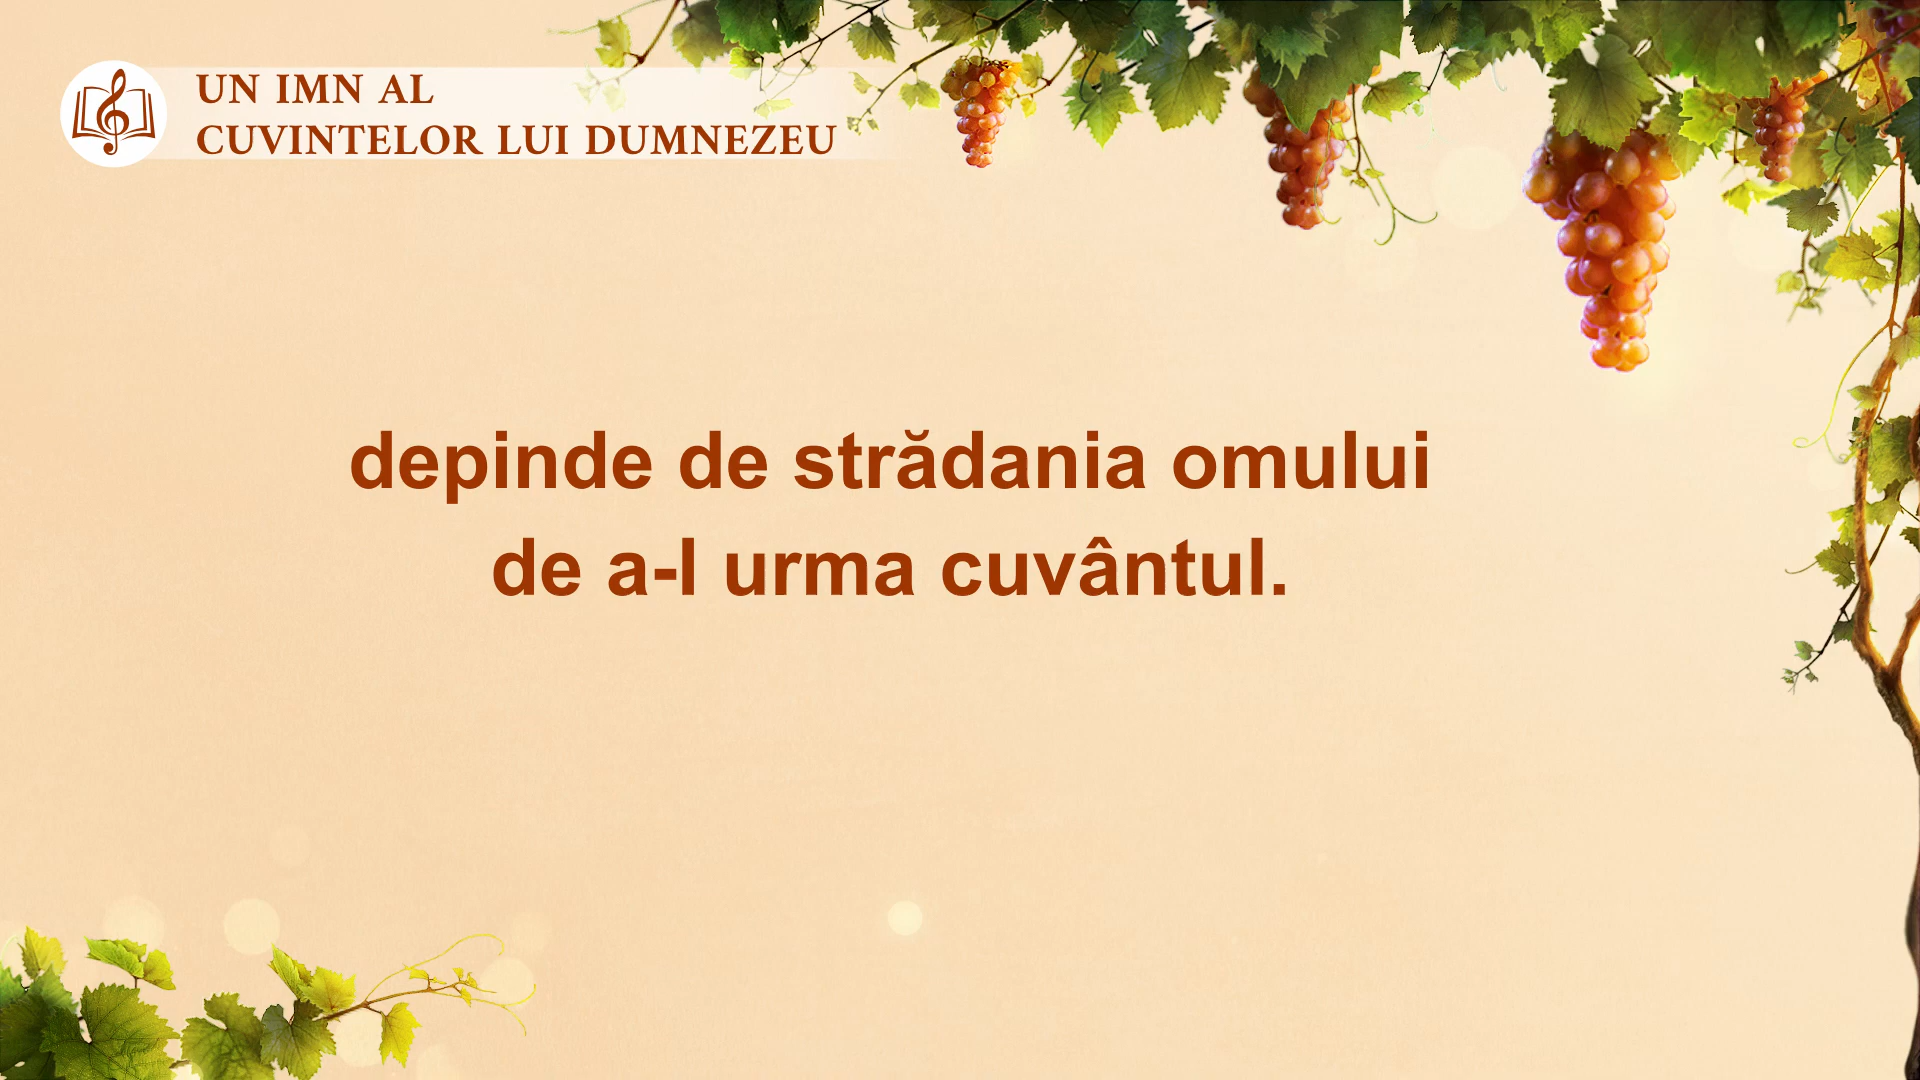 UN IMN AL
CUVINTELOR LUI DUMNEZEU
depinde de strădania omului
de a-I urma cuvântul.